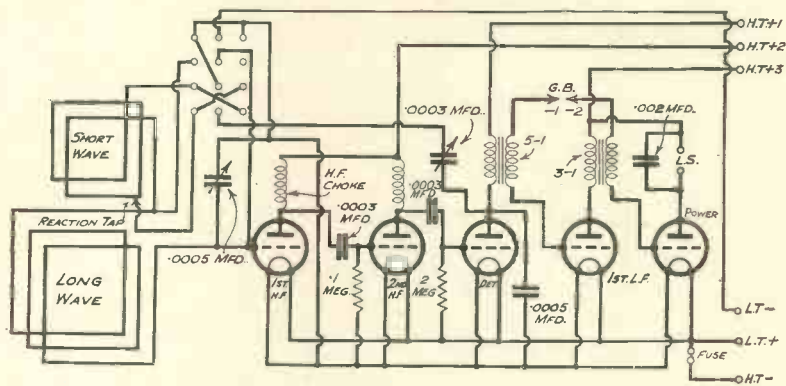 H.T.+1
H.T.+2
H.T.+3
.0003 MFD..
G.B.
-1 -2
.002 MFD.
5-1
3-1
L.S.
SHORT
WAVE
H.F.
CHOKE
.0003
MFD
REACTION TAP
.0003
MFD
POWER
.0005 MFD..
LONG
WAVE
1ST
H.F
.1
MEG.
2ND
H.F
2
MEG
DET
.0005
MFD.
1ST. L.F.
L.T-
L.T.+
FUSE
H.T-